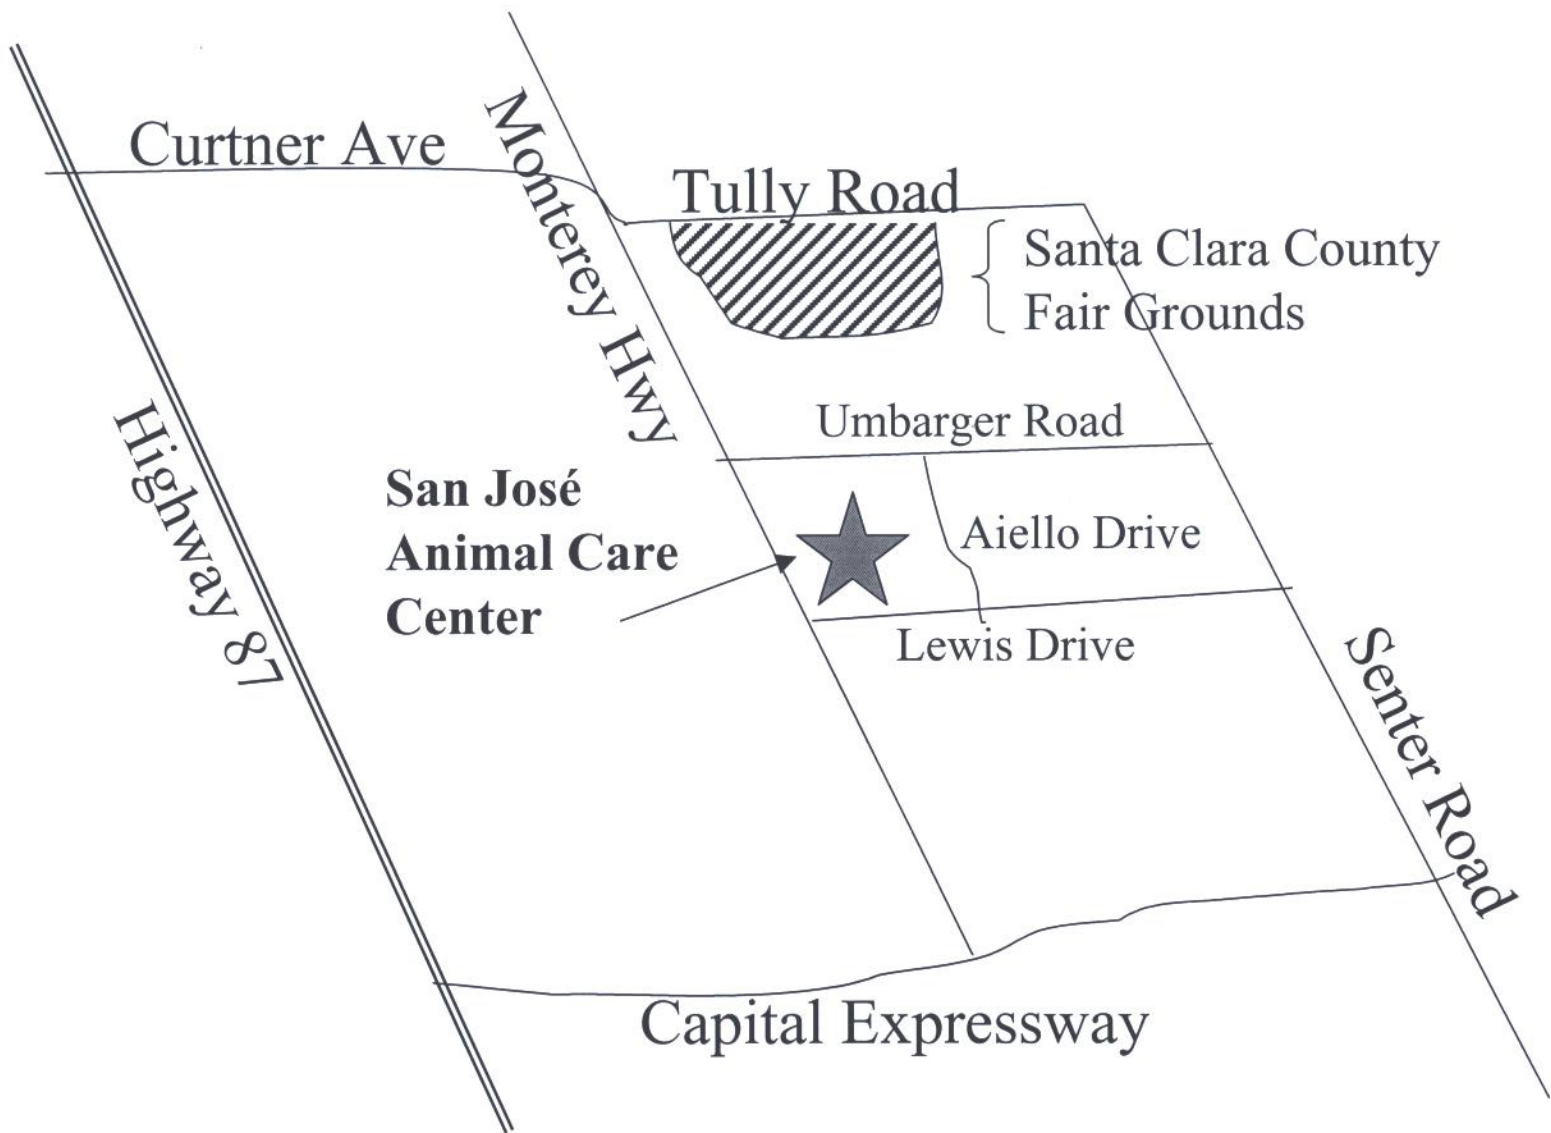 Curtner Ave
Monterey Hwy
Tully Road
Santa Clara County
Fair Grounds
Umbarger Road
Highway 87
San José
Animal Care
Center
Aiello Drive
Lewis Drive
Senter Road
Capital Expressway